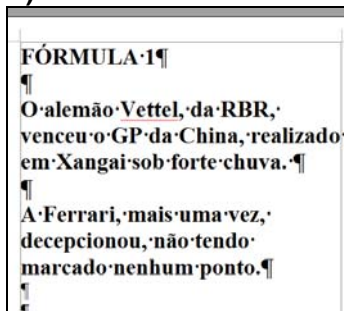 FÓRMULA·1¶
¶
O·alemão·Vettel,·da·RBR,·
venceu·o·GP·da·China,·realizado·
em·Xangai·sob·forte·chuva.·¶
¶
A·Ferrari,·mais·uma·vez,·
decepcionou,·não·tendo·
marcado·nenhum·ponto.¶
¶
¶